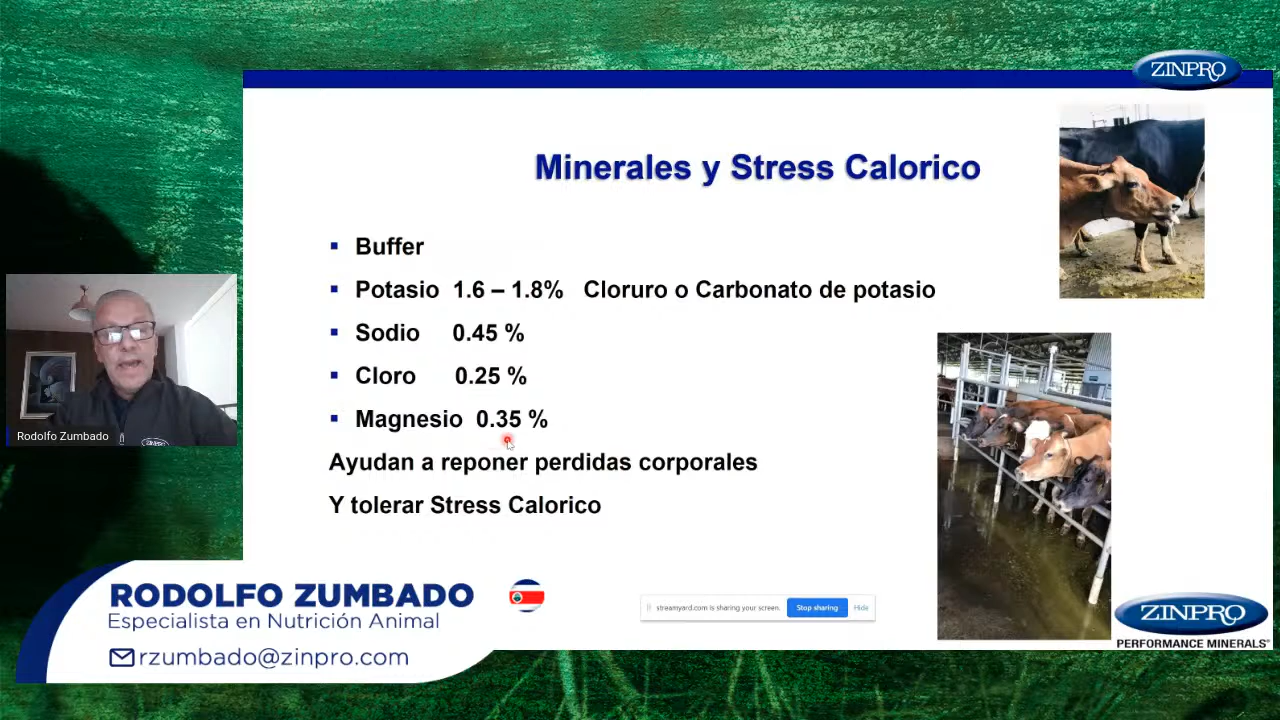 ZINPRO
Minerales y Stress Calorico
Buffer
Potasio 1.6 – 1.8% Cloruro o Carbonato de potasio
Sodio 0.45 %
Cloro 0.25 %
Magnesio 0.35 %
Ayudan a reponer perdidas corporales
Y tolerar Stress Calorico
Rodolfo Zumbado
RODOLFO ZUMBADO
Especialista en Nutrición Animal
rzumbado@zinpro.com
streamyard.com is sharing your screen. Stop sharing Hide
ZINPRO
PERFORMANCE MINERALS®